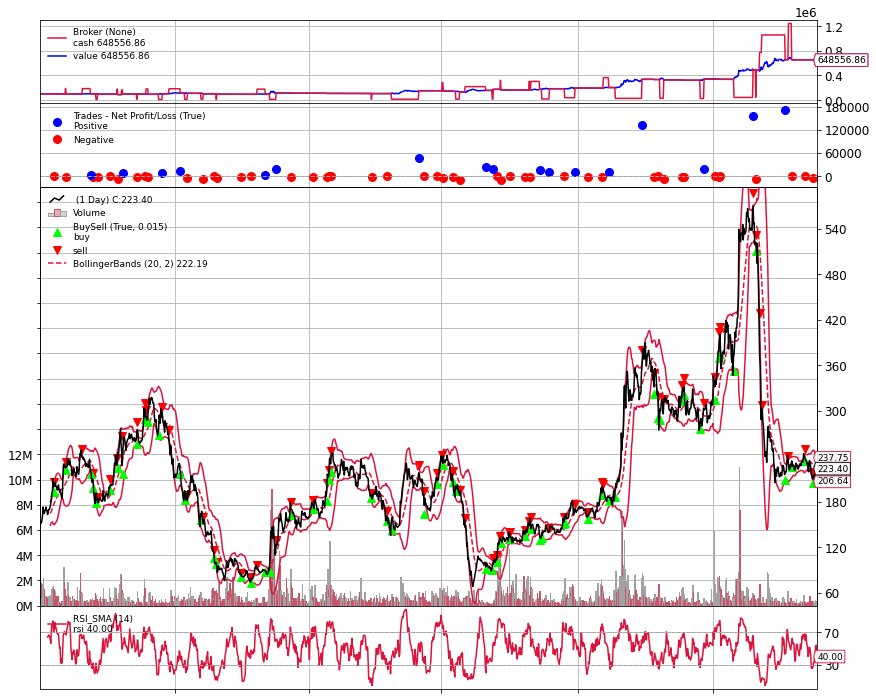 1e6
Broker (None)
cash 648556.86
value 648556.86
1.2
0.8
648556.86
0.4
0.0
Trades - Net Profit/Loss (True)
Positive
Negative
180000
120000
60000
0
(1 Day) C:223.40
Volume
BuySell (True, 0.015)
buy
sell
BollingerBands (20, 2) 222.19
540
480
420
360
300
237.75
223.40
206.64
180
120
60
12M
10M
8M
6M
4M
2M
0M
RSI_SMA (14)
rsi 40.00
70
40.00
30